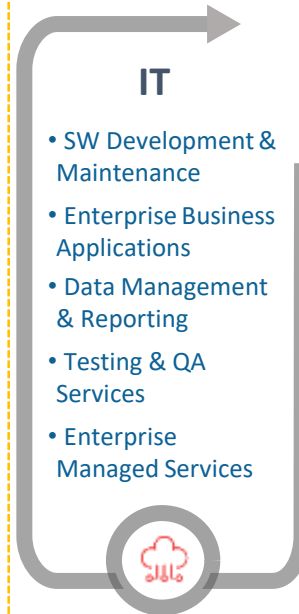 IT
• SW Development &
Maintenance
• Enterprise Business
Applications
• Data Management
& Reporting
• Testing & QA
Services
• Enterprise
Managed Services